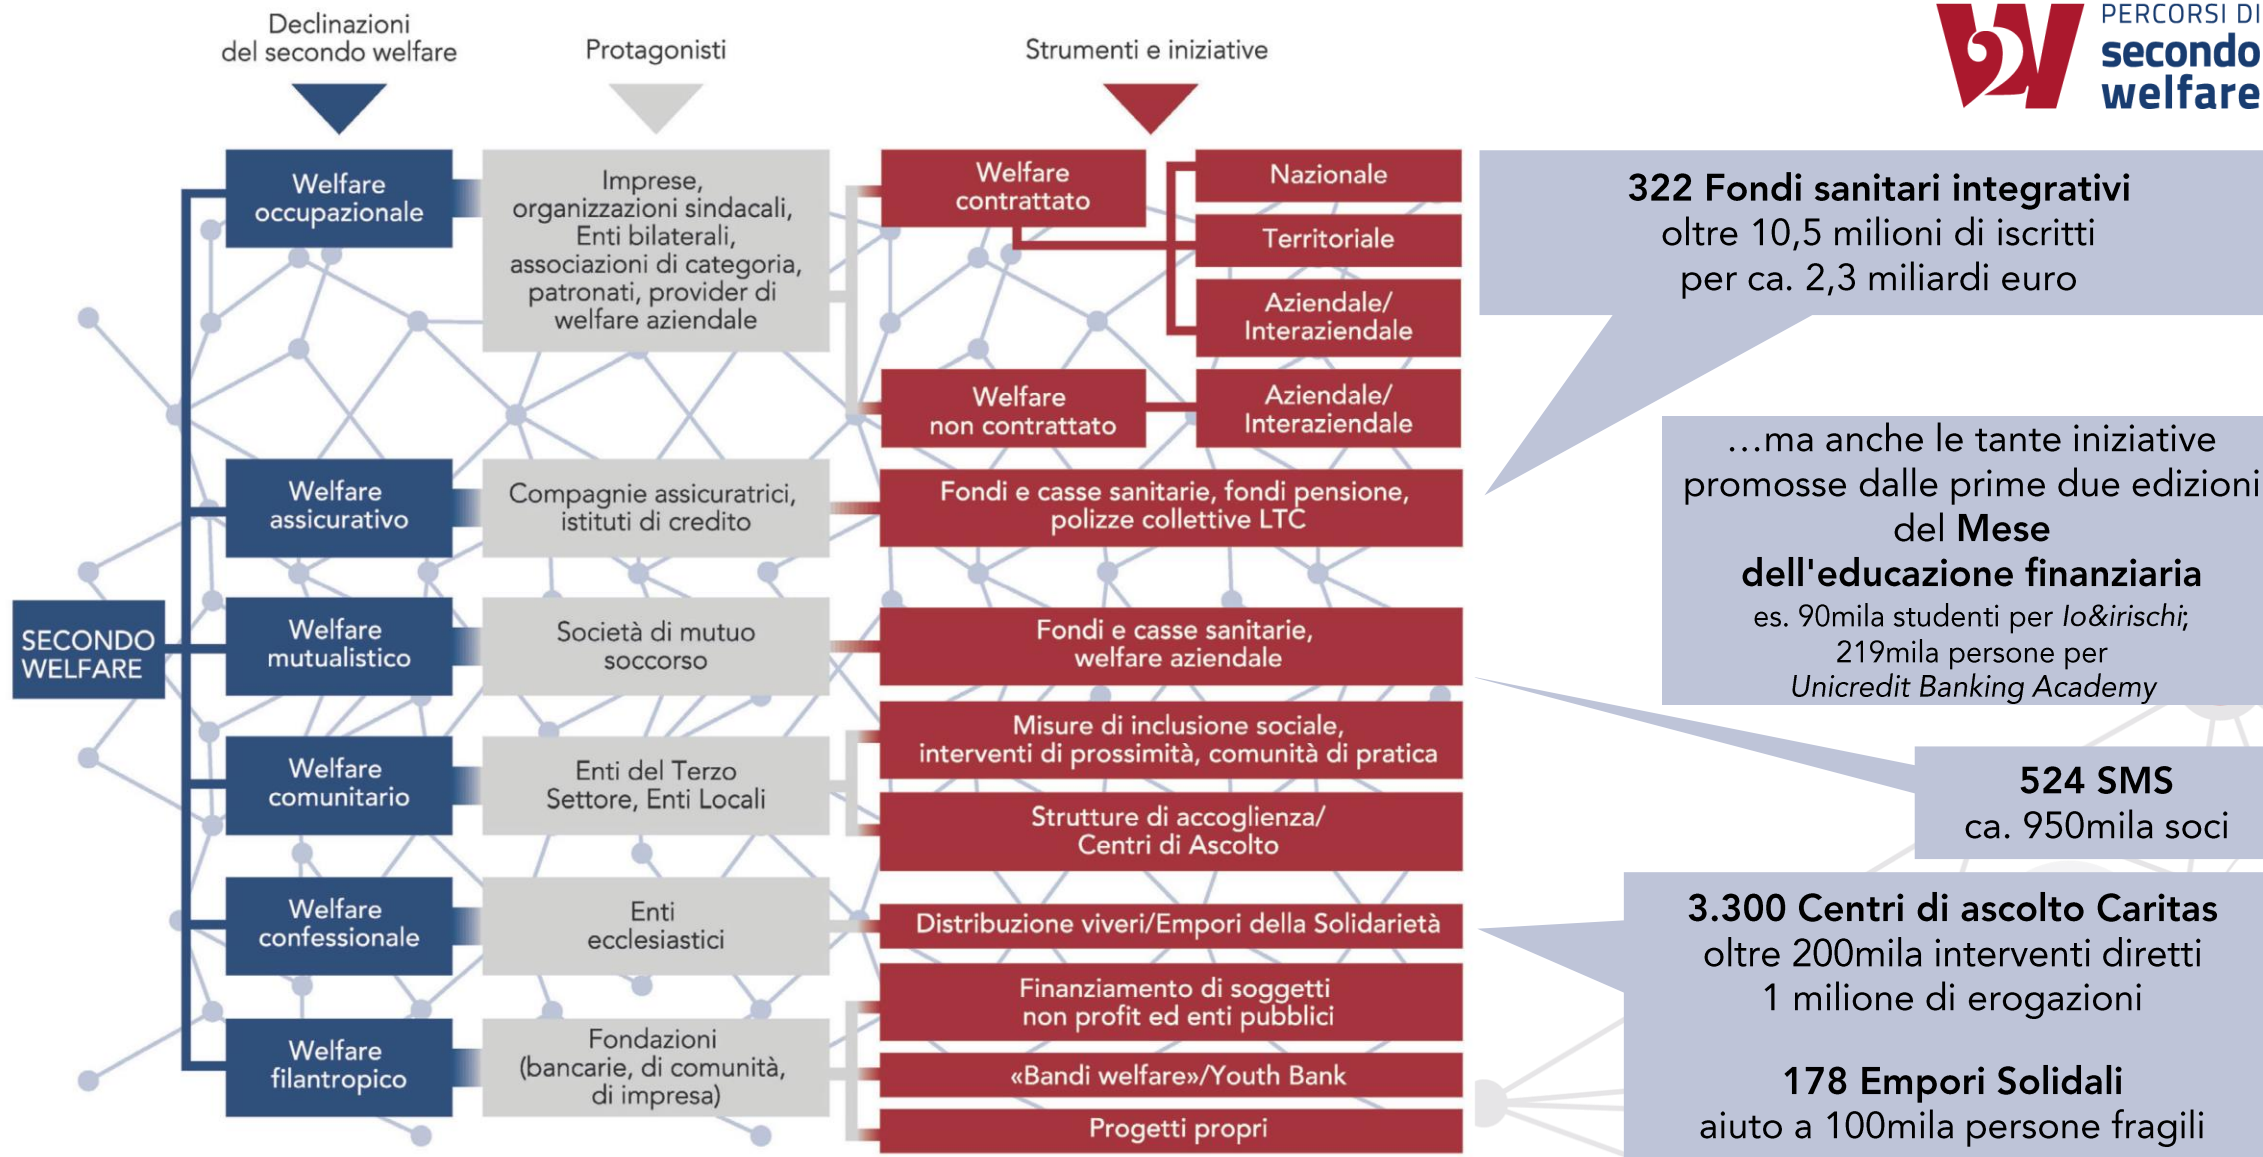 Declinazioni
del secondo welfare
Protagonisti
Strumenti e iniziative
PERCORSI DI
secondo
welfare
SECONDO
WELFARE
Welfare
occupazionale
Imprese,
organizzazioni sindacali,
Enti bilaterali,
associazioni di categoria,
patronati, provider di
welfare aziendale
Welfare
contrattato
Nazionale
Territoriale
Aziendale/
Interaziendale
Welfare
non contrattato
Aziendale/
Interaziendale
Welfare
assicurativo
Compagnie assicuratrici,
istituti di credito
Fondi e casse sanitarie, fondi pensione,
polizze collettive LTC
Welfare
mutualistico
Società di mutuo
soccorso
Fondi e casse sanitarie,
welfare aziendale
Welfare
comunitario
Enti del Terzo
Settore, Enti Locali
Misure di inclusione sociale,
interventi di prossimità, comunità di pratica
Strutture di accoglienza/
Centri di Ascolto
Welfare
confessionale
Enti
ecclesiastici
Distribuzione viveri/Empori della Solidarietà
Welfare
filantropico
Fondazioni
(bancarie, di comunità,
di impresa)
Finanziamento di soggetti
non profit ed enti pubblici
«Bandi welfare»/Youth Bank
Progetti propri
322 Fondi sanitari integrativi
oltre 10,5 milioni di iscritti
per ca. 2,3 miliardi euro
…ma anche le tante iniziative
promosse dalle prime due edizioni
del Mese
dell'educazione finanziaria
es. 90mila studenti per Io&irischi;
219mila persone per
Unicredit Banking Academy
524 SMS
ca. 950mila soci
3.300 Centri di ascolto Caritas
oltre 200mila interventi diretti
1 milione di erogazioni
178 Empori Solidali
aiuto a 100mila persone fragili